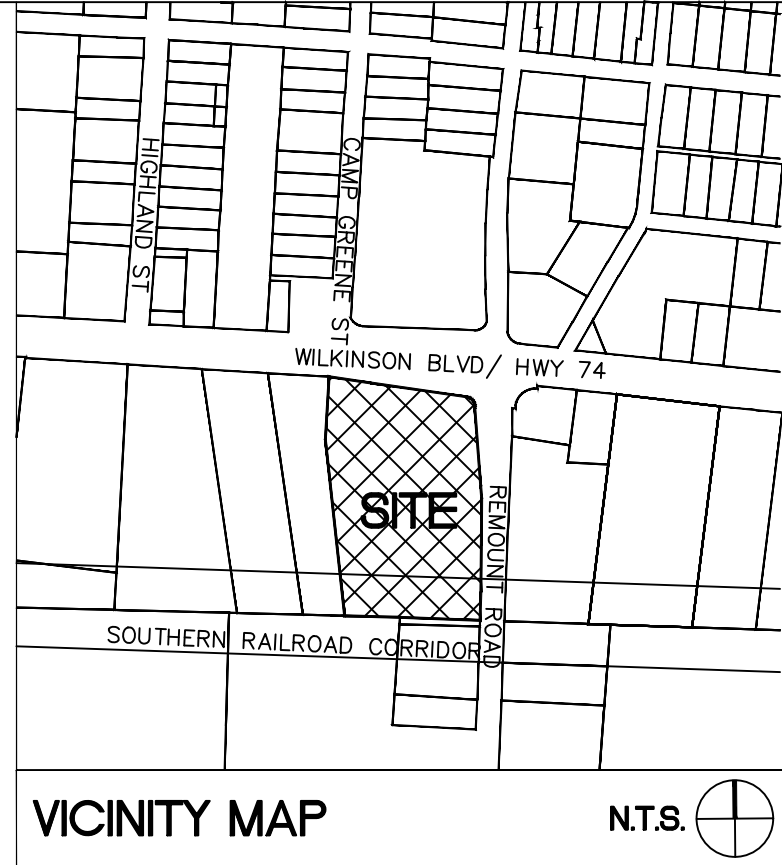 HIGHLAND ST
CAMP GREENE ST
WILKINSON BLVD/ HWY 74
SITE
REMOUNT ROAD
SOUTHERN RAILROAD CORRIDOR
VICINITY MAP
N.T.S.